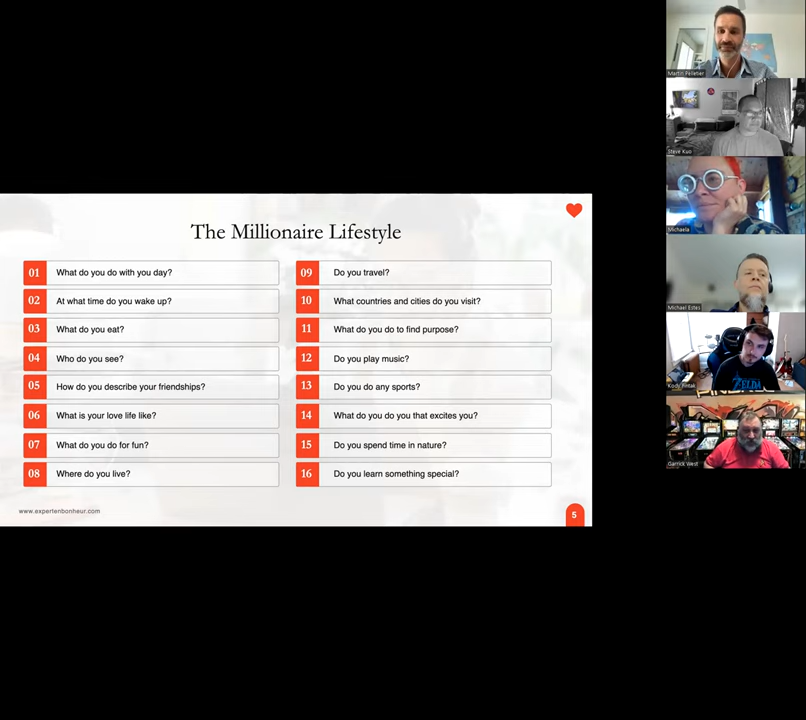 The Millionaire Lifestyle
01 What do you do with you day?
02 At what time do you wake up?
03 What do you eat?
04 Who do you see?
05 How do you describe your friendships?
06 What is your love life like?
07 What do you do for fun?
08 Where do you live?
09 Do you travel?
10 What countries and cities do you visit?
11 What do you do to find purpose?
12 Do you play music?
13 Do you do any sports?
14 What do you do you that excites you?
15 Do you spend time in nature?
16 Do you learn something special?
www.expertenbonheur.com
5
Martin Pelletier
Steve Kuo
Michaela
Michael Estes
Kody
ZELDA
PINBALL
Garrick West